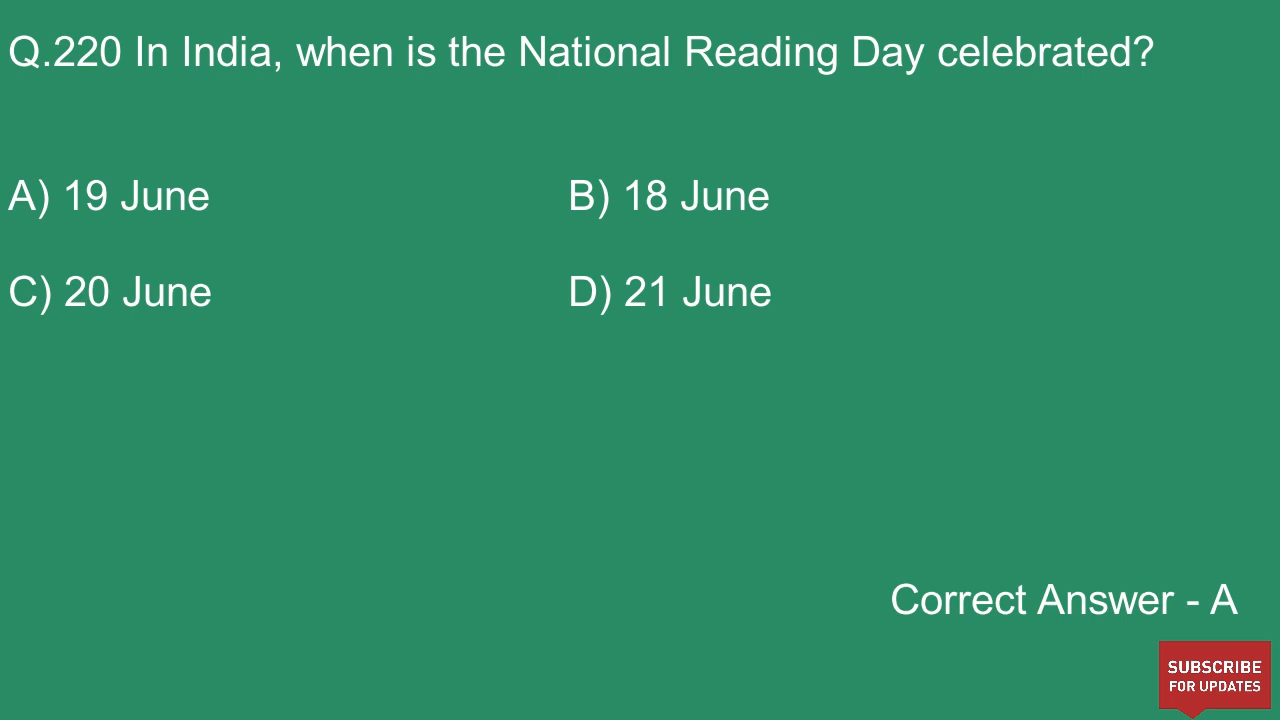 Q.220 In India, when is the National Reading Day celebrated?
A) 19 June B) 18 June
C) 20 June D) 21 June
Correct Answer - A
SUBSCRIBE
FOR UPDATES